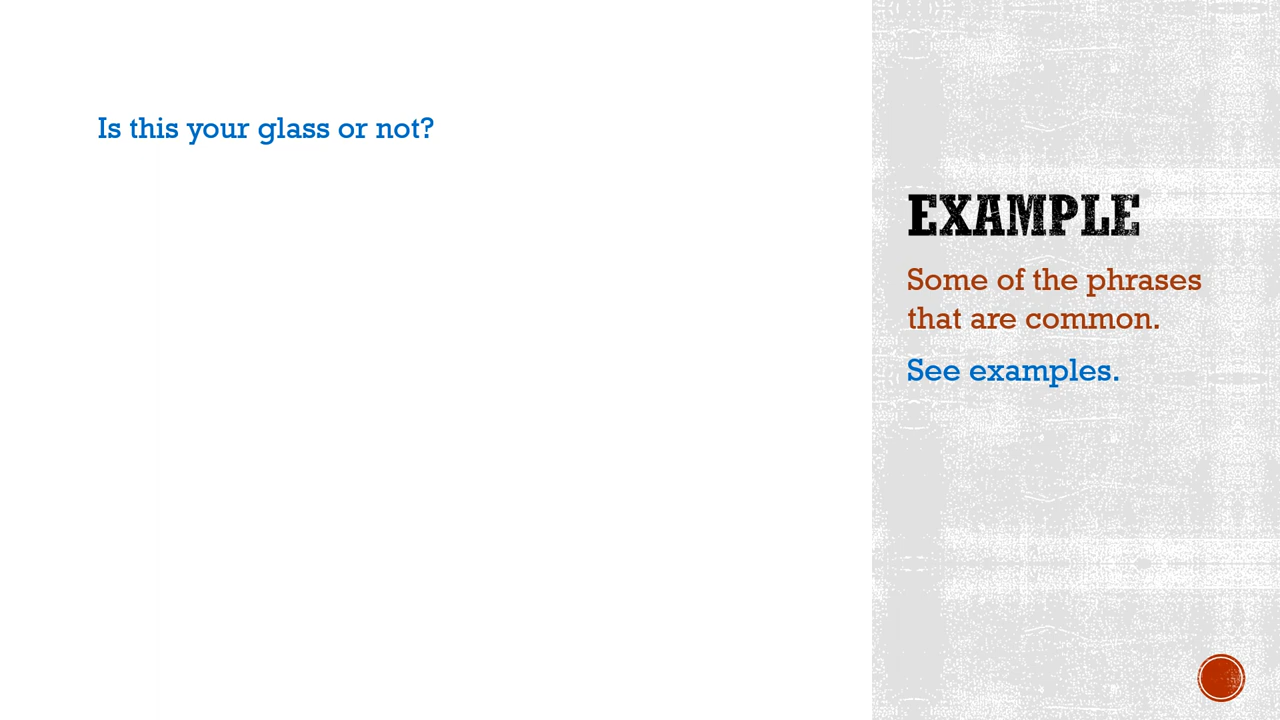 Is this your glass or not?
EXAMPLE
Some of the phrases
that are common.
See examples.